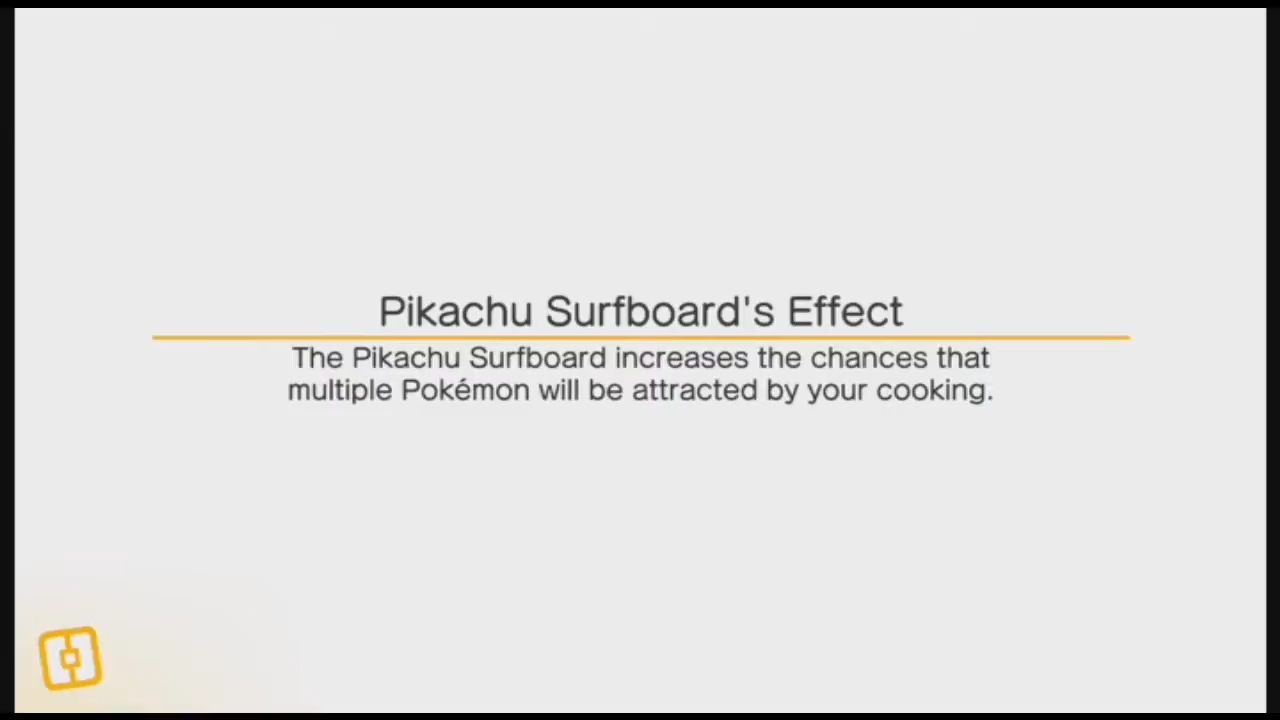 Pikachu Surfboard's Effect
The Pikachu Surfboard increases the chances that
multiple Pokémon will be attracted by your cooking.